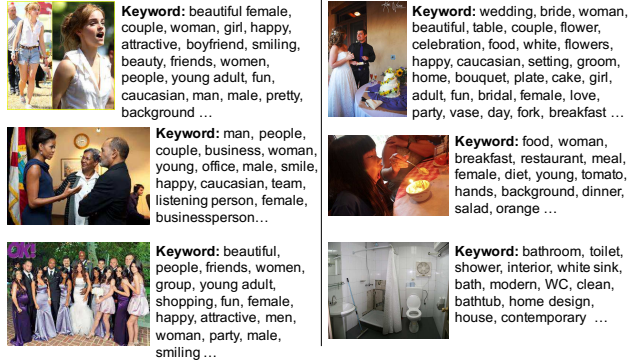 Keyword: beautiful female,
couple, woman, girl, happy,
attractive, boyfriend, smiling,
beauty, friends, women,
people, young adult, fun,
caucasian, man, male, pretty,
background ...
Keyword: man, people,
couple, business, woman,
young, office, male, smile,
happy, caucasian, team,
listening person, female,
businessperson...
OK!
Keyword: beautiful,
people, friends, women,
group, young adult,
shopping, fun, female,
happy, attractive, men,
woman, party, male,
smiling ...
Keyword: wedding, bride, woman,
beautiful, table, couple, flower,
celebration, food, white, flowers,
happy, caucasian, setting, groom,
home, bouquet, plate, cake, girl,
adult, fun, bridal, female, love,
party, vase, day, fork, breakfast ...
Keyword: food, woman,
breakfast, restaurant, meal,
female, diet, young, tomato,
hands, background, dinner,
salad, orange ...
Keyword: bathroom, toilet,
shower, interior, white sink,
bath, modern, WC, clean,
bathtub, home design,
house, contemporary ...